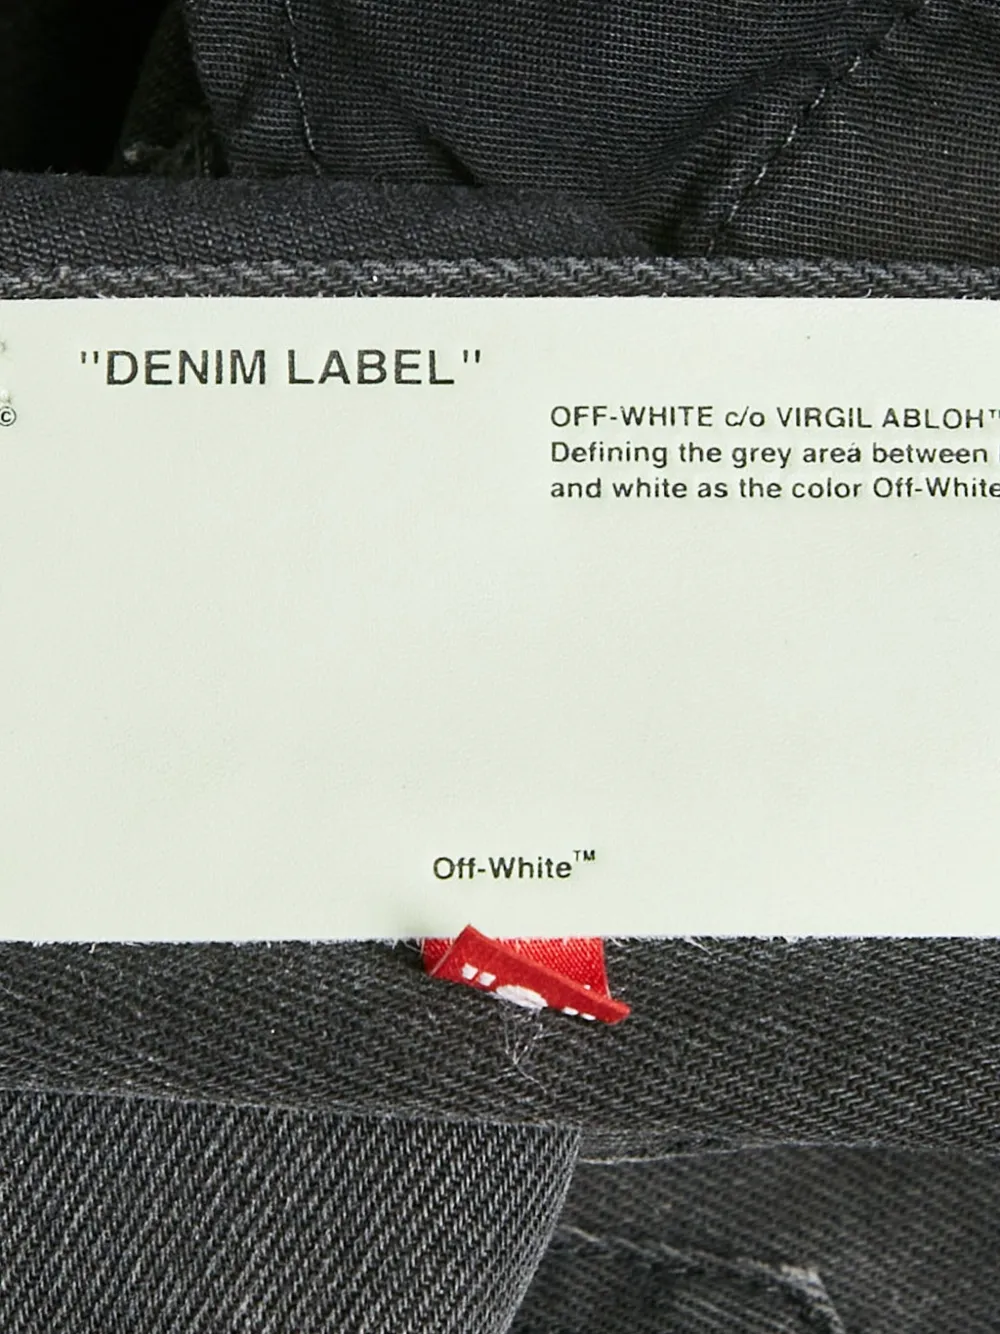 "DENIM LABEL"
©
OFF-WHITE c/o VIRGIL ABLOH™
Defining the grey area between
and white as the color Off-White
Off-White™